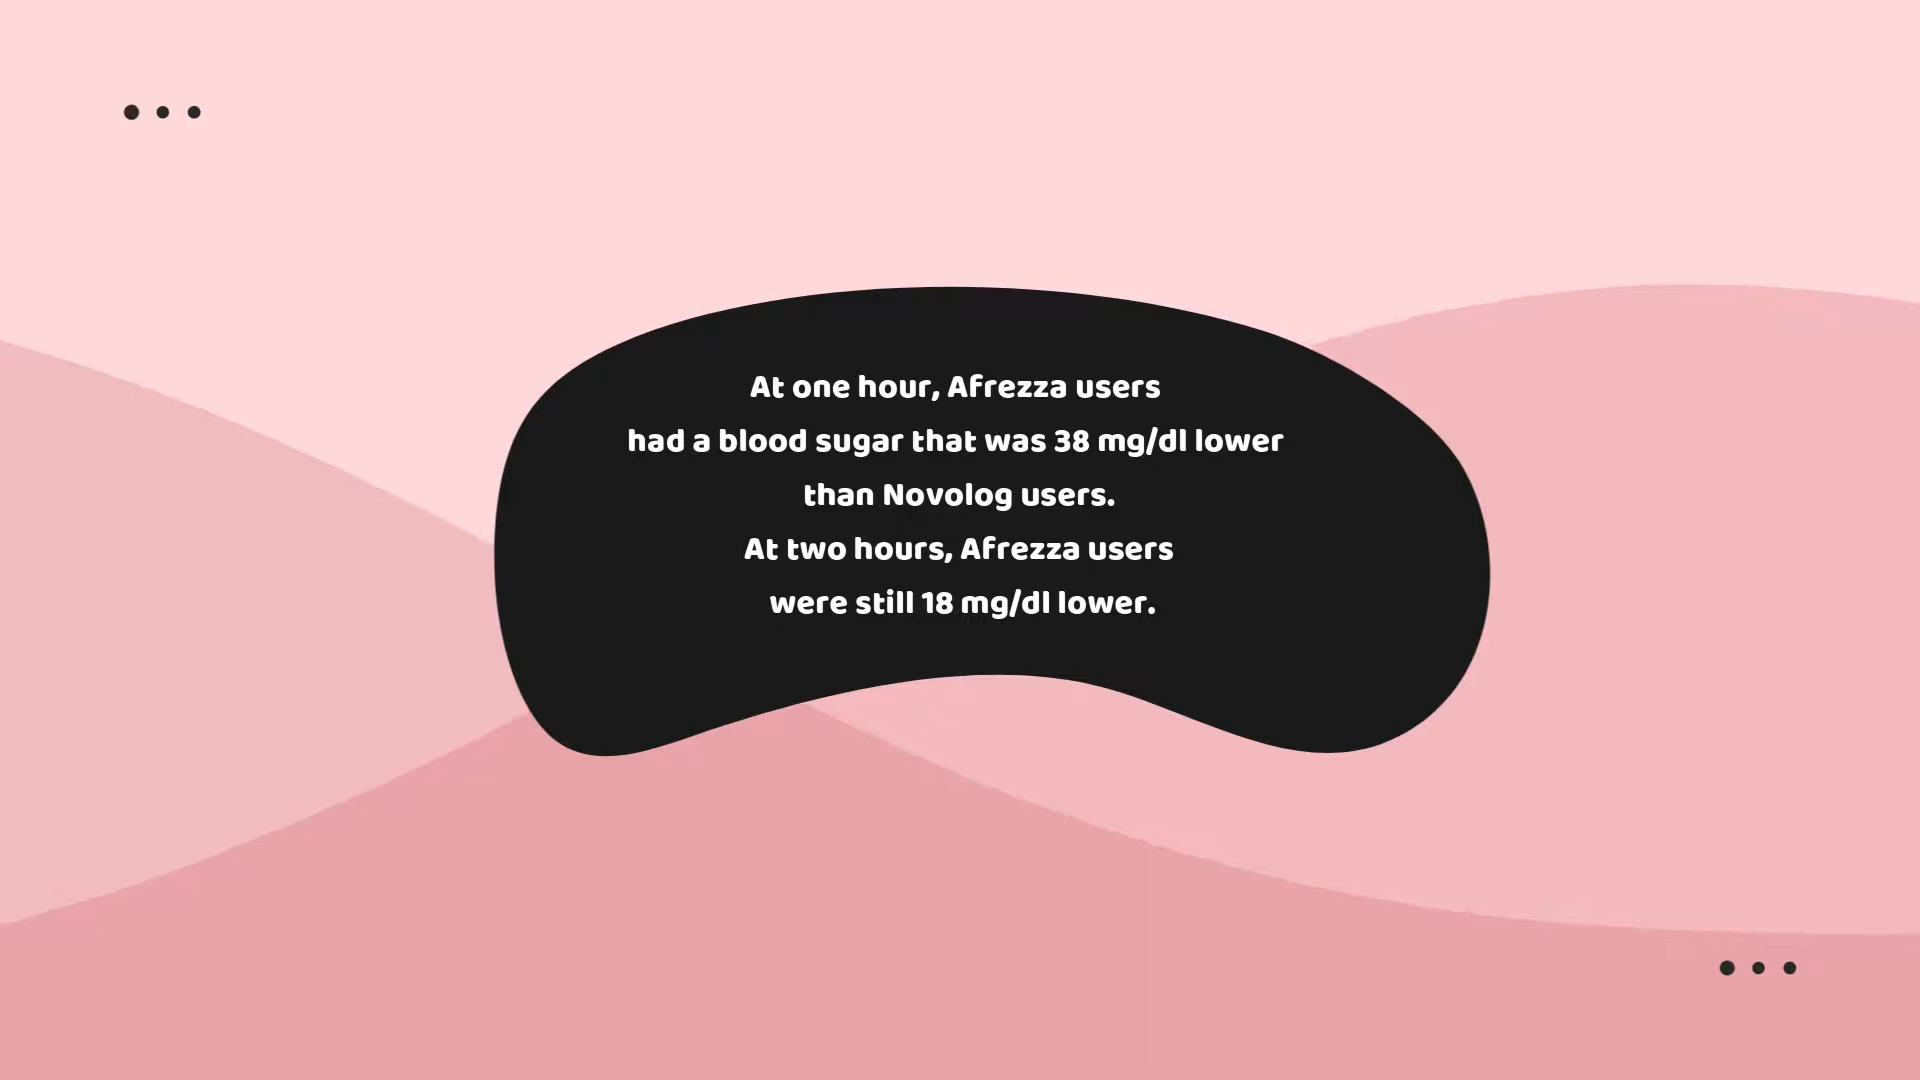 At one hour, Afrezza users
had a blood sugar that was 38 mg/dl lower
than Novolog users.
At two hours, Afrezza users
were still 18 mg/dl lower.